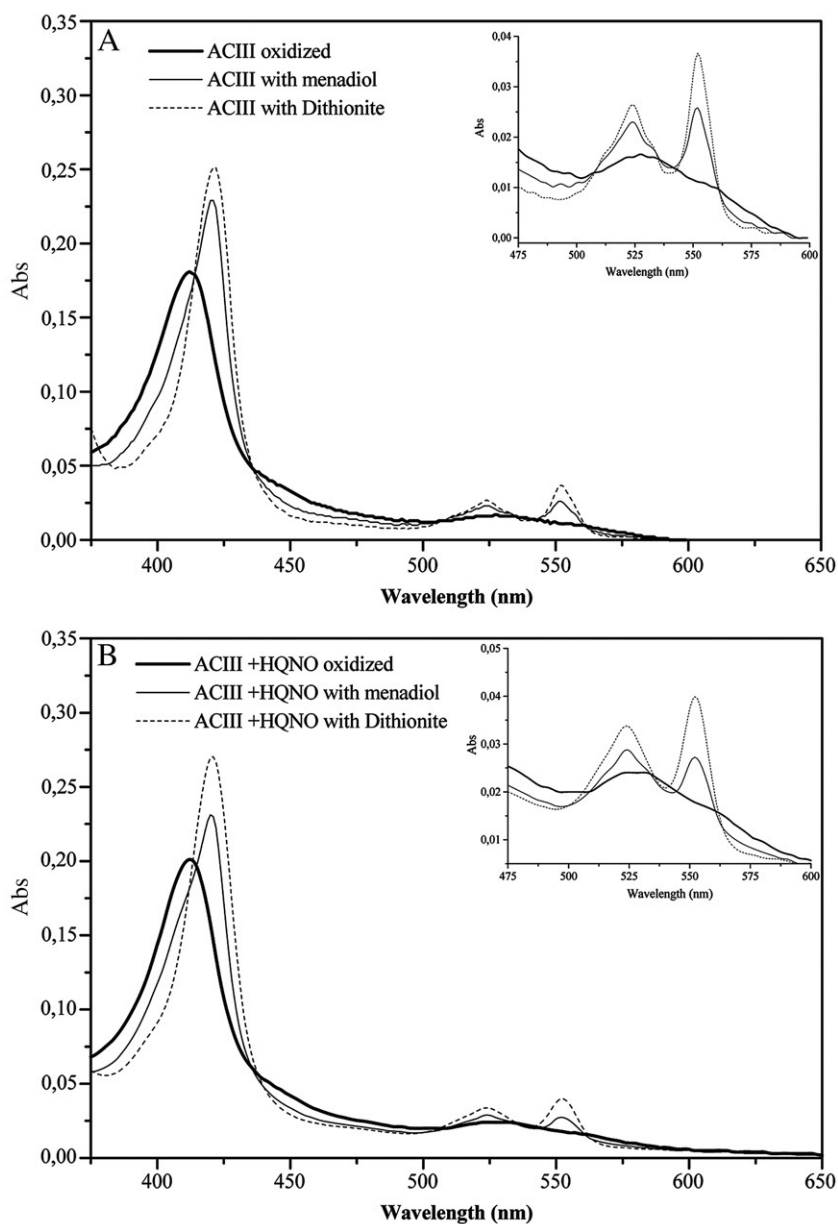 A
ACIII oxidized
ACIII with menadiol
ACIII with Dithionite
0,35
0,30
0,25
0,20
0,15
0,10
0,05
0,00
Abs
400 450 500 550 600 650
Wavelength (nm)
0,04
0,03
0,02
0,01
0,00
Abs
475 500 525 550 575 600
Wavelength (nm)
B
ACIII +HQNO oxidized
ACIII +HQNO with menadiol
ACIII +HQNO with Dithionite
0,35
0,30
0,25
0,20
0,15
0,10
0,05
0,00
Abs
400 450 500 550 600 650
Wavelength (nm)
0,05
0,04
0,03
0,02
0,01
Abs
475 500 525 550 575 600
Wavelength (nm)